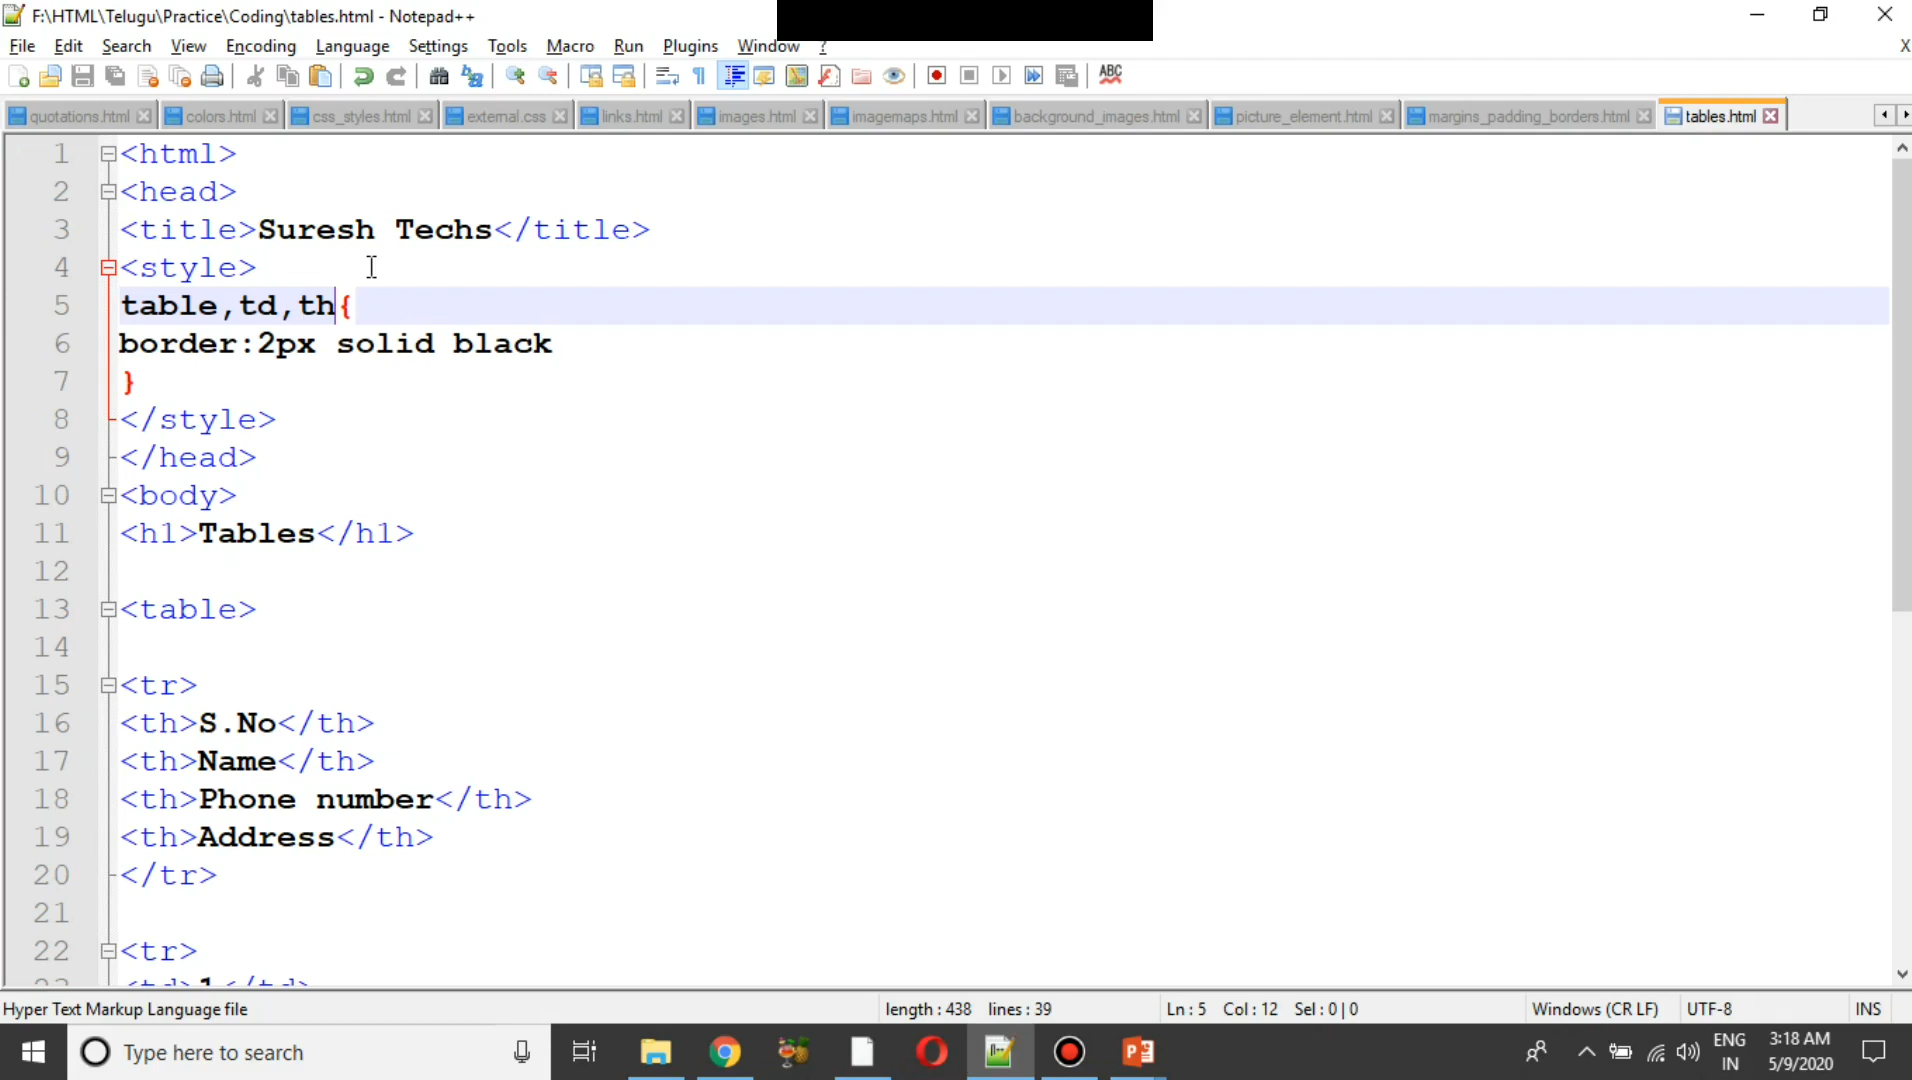 F:\HTML\Telugu\Practice\Coding\tables.html - Notepad++
File Edit Search View Encoding Language Settings Tools Macro Run Plugins Window ? X
ABC
quotations.html colors.html css_styles.html external.css links.html images.html imagemaps.html background_images.html picture_element.html margins_padding_borders.html tables.html
1 <html>
2 <head>
3 <title>Suresh Techs</title>
4 <style>
5 table,td,th{
6 border:2px solid black
7 }
8 </style>
9 </head>
10 <body>
11 <h1>Tables</h1>
12
13 <table>
14
15 <tr>
16 <th>S.No</th>
17 <th>Name</th>
18 <th>Phone number</th>
19 <th>Address</th>
20 </tr>
21
22 <tr>
23 <td>1</td>
Hyper Text Markup Language file length : 438 lines : 39 Ln : 5 Col : 12 Sel : 0 | 0 Windows (CR LF) UTF-8 INS
Type here to search
ENG 3:18 AM
IN 5/9/2020